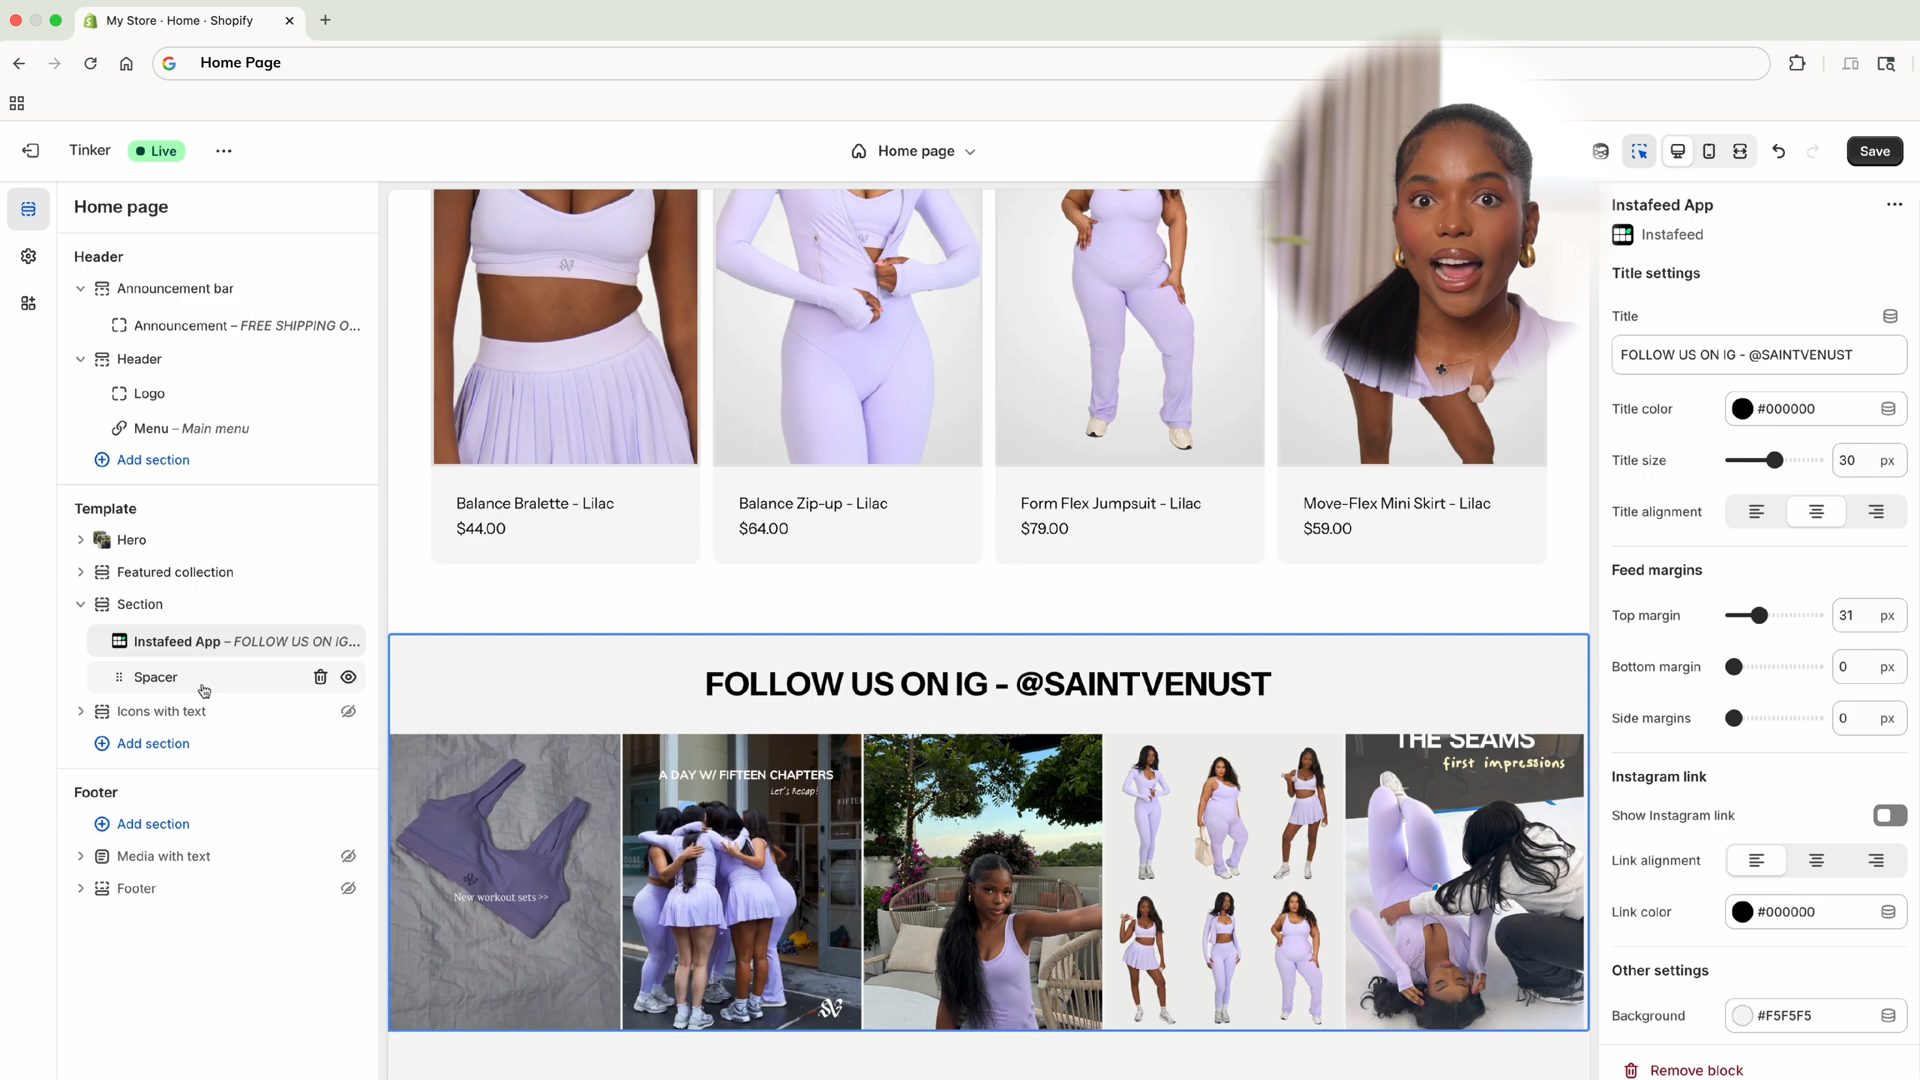 My Store · Home · Shopify
Home Page
Tinker
Live
Home page
Save
Home page
Header
Announcement bar
Announcement – FREE SHIPPING O...
Header
Logo
Menu – Main menu
Add section
Template
Hero
Featured collection
Section
Instafeed App – FOLLOW US ON IG...
Spacer
Icons with text
Add section
Footer
Add section
Media with text
Footer
Balance Bralette - Lilac
$44.00
Balance Zip-up - Lilac
$64.00
Form Flex Jumpsuit - Lilac
$79.00
Move-Flex Mini Skirt - Lilac
$59.00
FOLLOW US ON IG - @SAINTVENUST
New workout sets >>
A DAY W/ FIFTEEN CHAPTERS
Let's Recap!
THE SEAMS
first impressions
Instafeed App
Instafeed
Title settings
Title
FOLLOW US ON IG - @SAINTVENUST
Title color
#000000
Title size
30 px
Title alignment
Feed margins
Top margin
31 px
Bottom margin
0 px
Side margins
0 px
Instagram link
Show Instagram link
Link alignment
Link color
#000000
Other settings
Background
#F5F5F5
Remove block